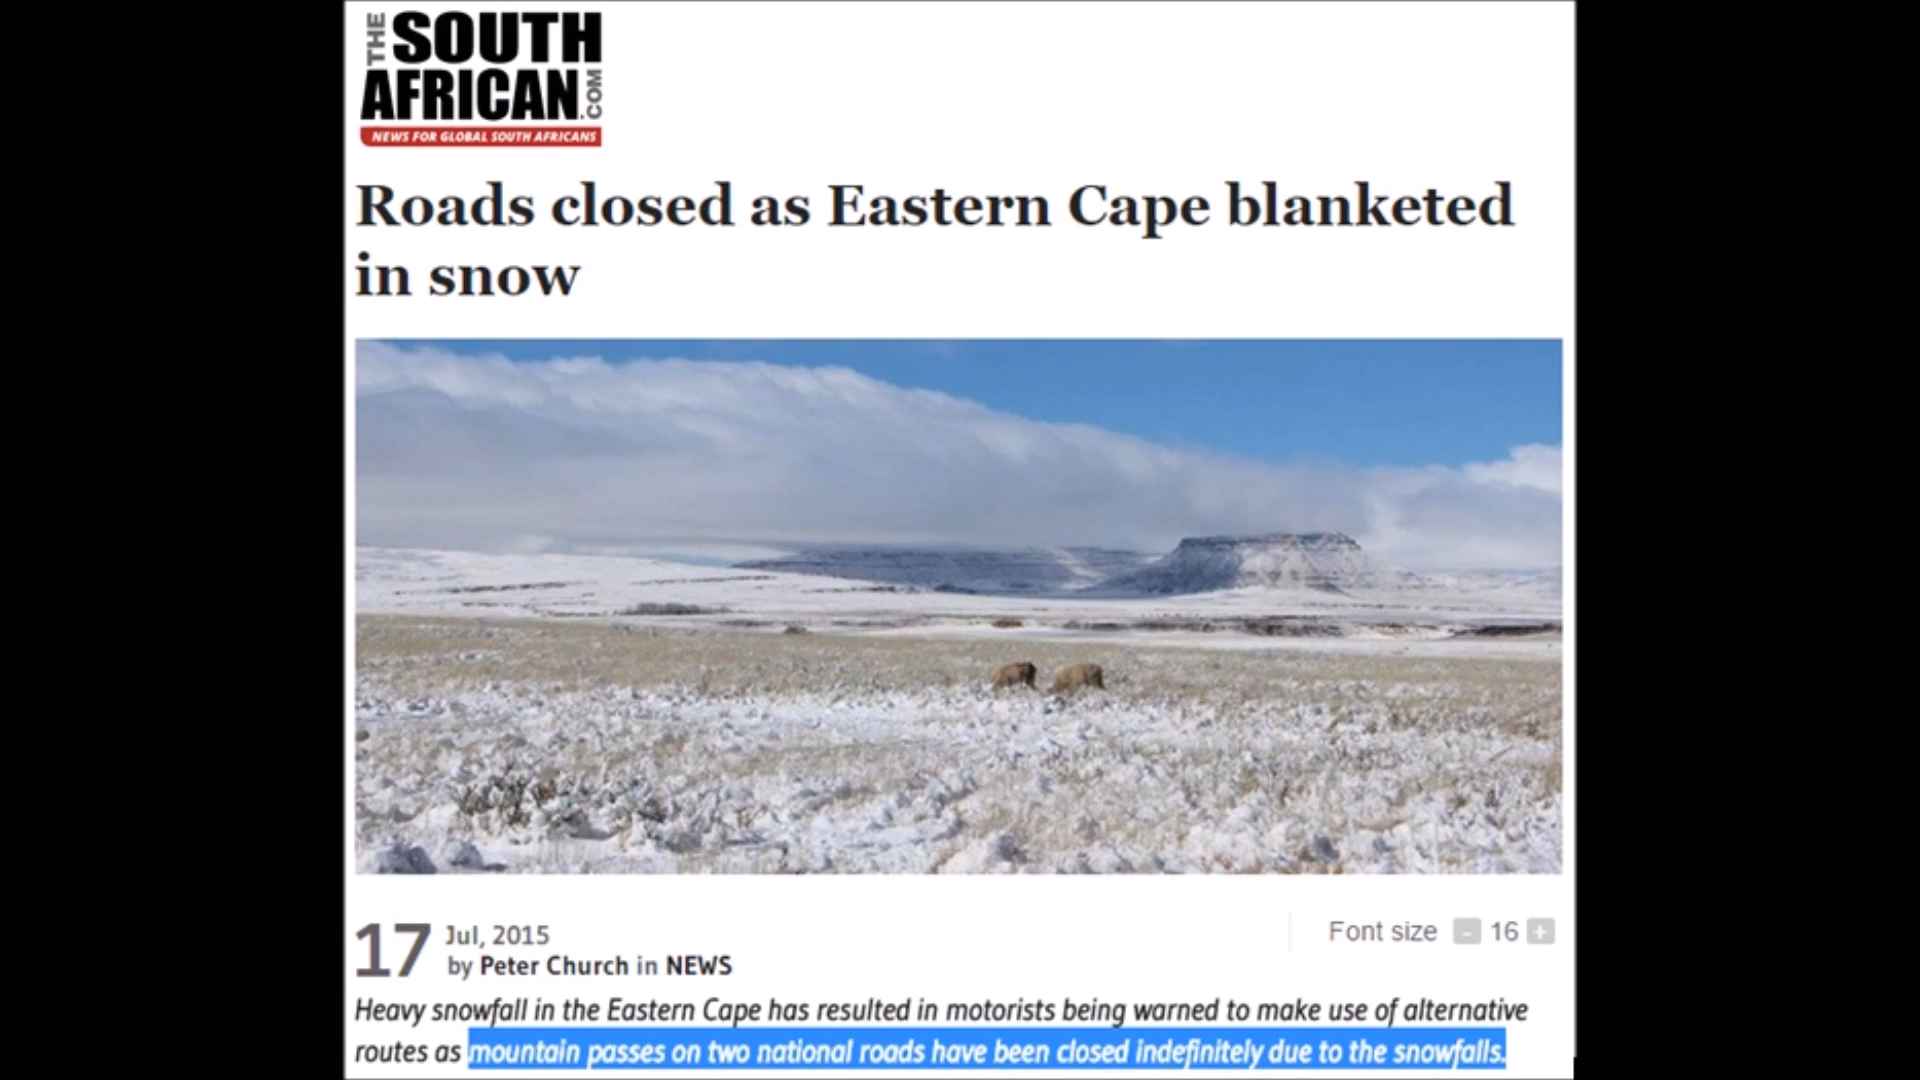 THE SOUTH
AFRICAN.COM
NEWS FOR GLOBAL SOUTH AFRICANS
Roads closed as Eastern Cape blanketed
in snow
17 Jul, 2015
by Peter Church in NEWS
Font size - 16 +
Heavy snowfall in the Eastern Cape has resulted in motorists being warned to make use of alternative
routes as mountain passes on two national roads have been closed indefinitely due to the snowfalls.